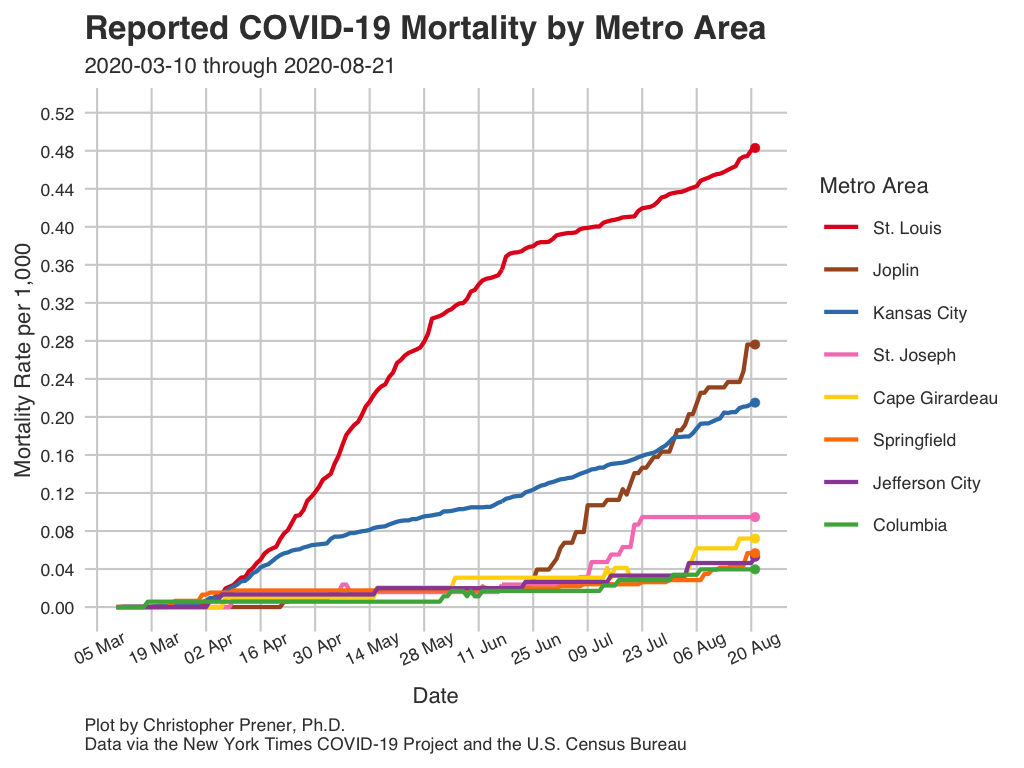 Reported COVID-19 Mortality by Metro Area
2020-03-10 through 2020-08-21
Mortality Rate per 1,000
0.52
0.48
0.44
0.40
0.36
0.32
0.28
0.24
0.20
0.16
0.12
0.08
0.04
0.00
05 Mar
19 Mar
02 Apr
16 Apr
30 Apr
14 May
28 May
11 Jun
25 Jun
09 Jul
23 Jul
06 Aug
20 Aug
Date
Metro Area
St. Louis
Joplin
Kansas City
St. Joseph
Cape Girardeau
Springfield
Jefferson City
Columbia
Plot by Christopher Prener, Ph.D.
Data via the New York Times COVID-19 Project and the U.S. Census Bureau